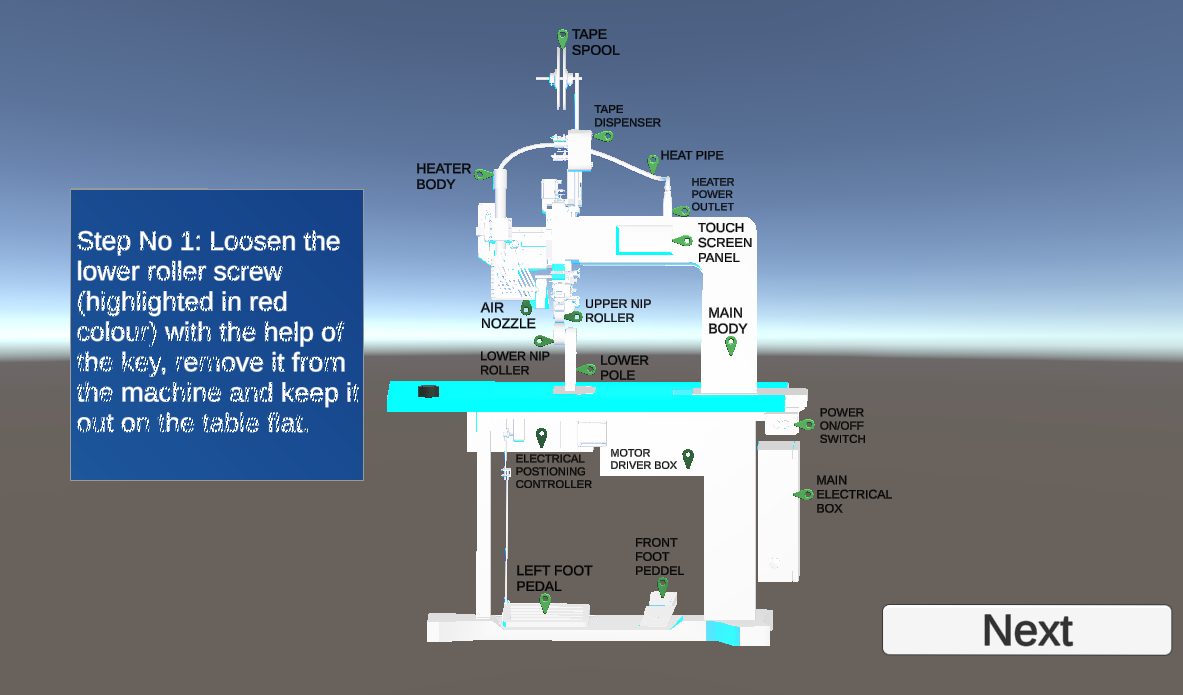 TAPE
SPOOL
TAPE
DISPENSER
HEAT PIPE
HEATER
BODY
HEATER
POWER
OUTLET
TOUCH
SCREEN
PANEL
Step No 1: Loosen the
lower roller screw
(highlighted in red
colour) with the help of
the key, remove it from
the machine and keep it
out on the table flat.
AIR
NOZZLE
UPPER NIP
ROLLER
MAIN
BODY
LOWER NIP
ROLLER
LOWER
POLE
POWER
ON/OFF
SWITCH
ELECTRICAL
POSTIONING
CONTROLLER
MOTOR
DRIVER BOX
MAIN
ELECTRICAL
BOX
FRONT
FOOT
PEDDEL
LEFT FOOT
PEDAL
Next